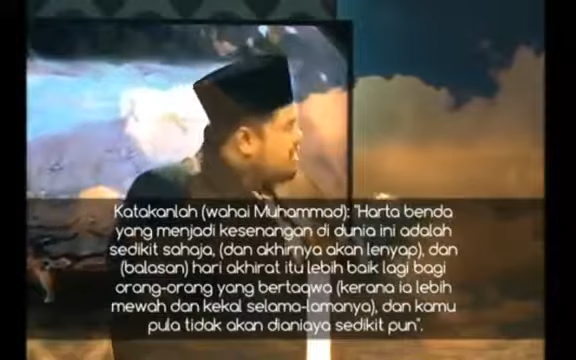 Katakanlah (wahai Muhammad): "Harta benda
yang menjadi kesenangan di dunia ini adalah
sedikit sahaja, (dan akhirnya akan lenyap), dan
(balasan) hari akhirat itu lebih baik lagi bagi
orang-orang yang bertaqwa (kerana ia lebih
mewah dan kekal selama-lamanya), dan kamu
pula tidak akan dianiaya sedikit pun".